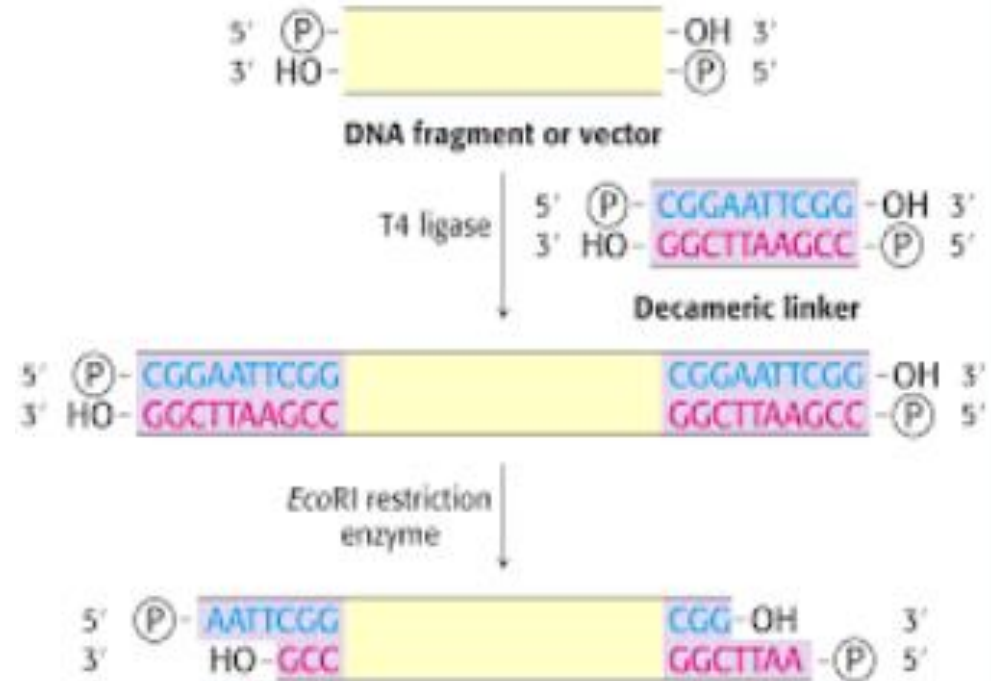 5' P OH 3'
3' HO P 5'
DNA fragment or vector
T4 ligase
5' P CGGAATTCGG OH 3'
3' HO GGCTTAAGCC P 5'
Decameric linker
5' P CGGAATTCGG CGGAATTCGG OH 3'
3' HO GGCTTAAGCC GGCTTAAGCC P 5'
EcoRI restriction
enzyme
5' P AATTCGG CGG OH 3'
3' HO GCC GGCTTAA P 5'